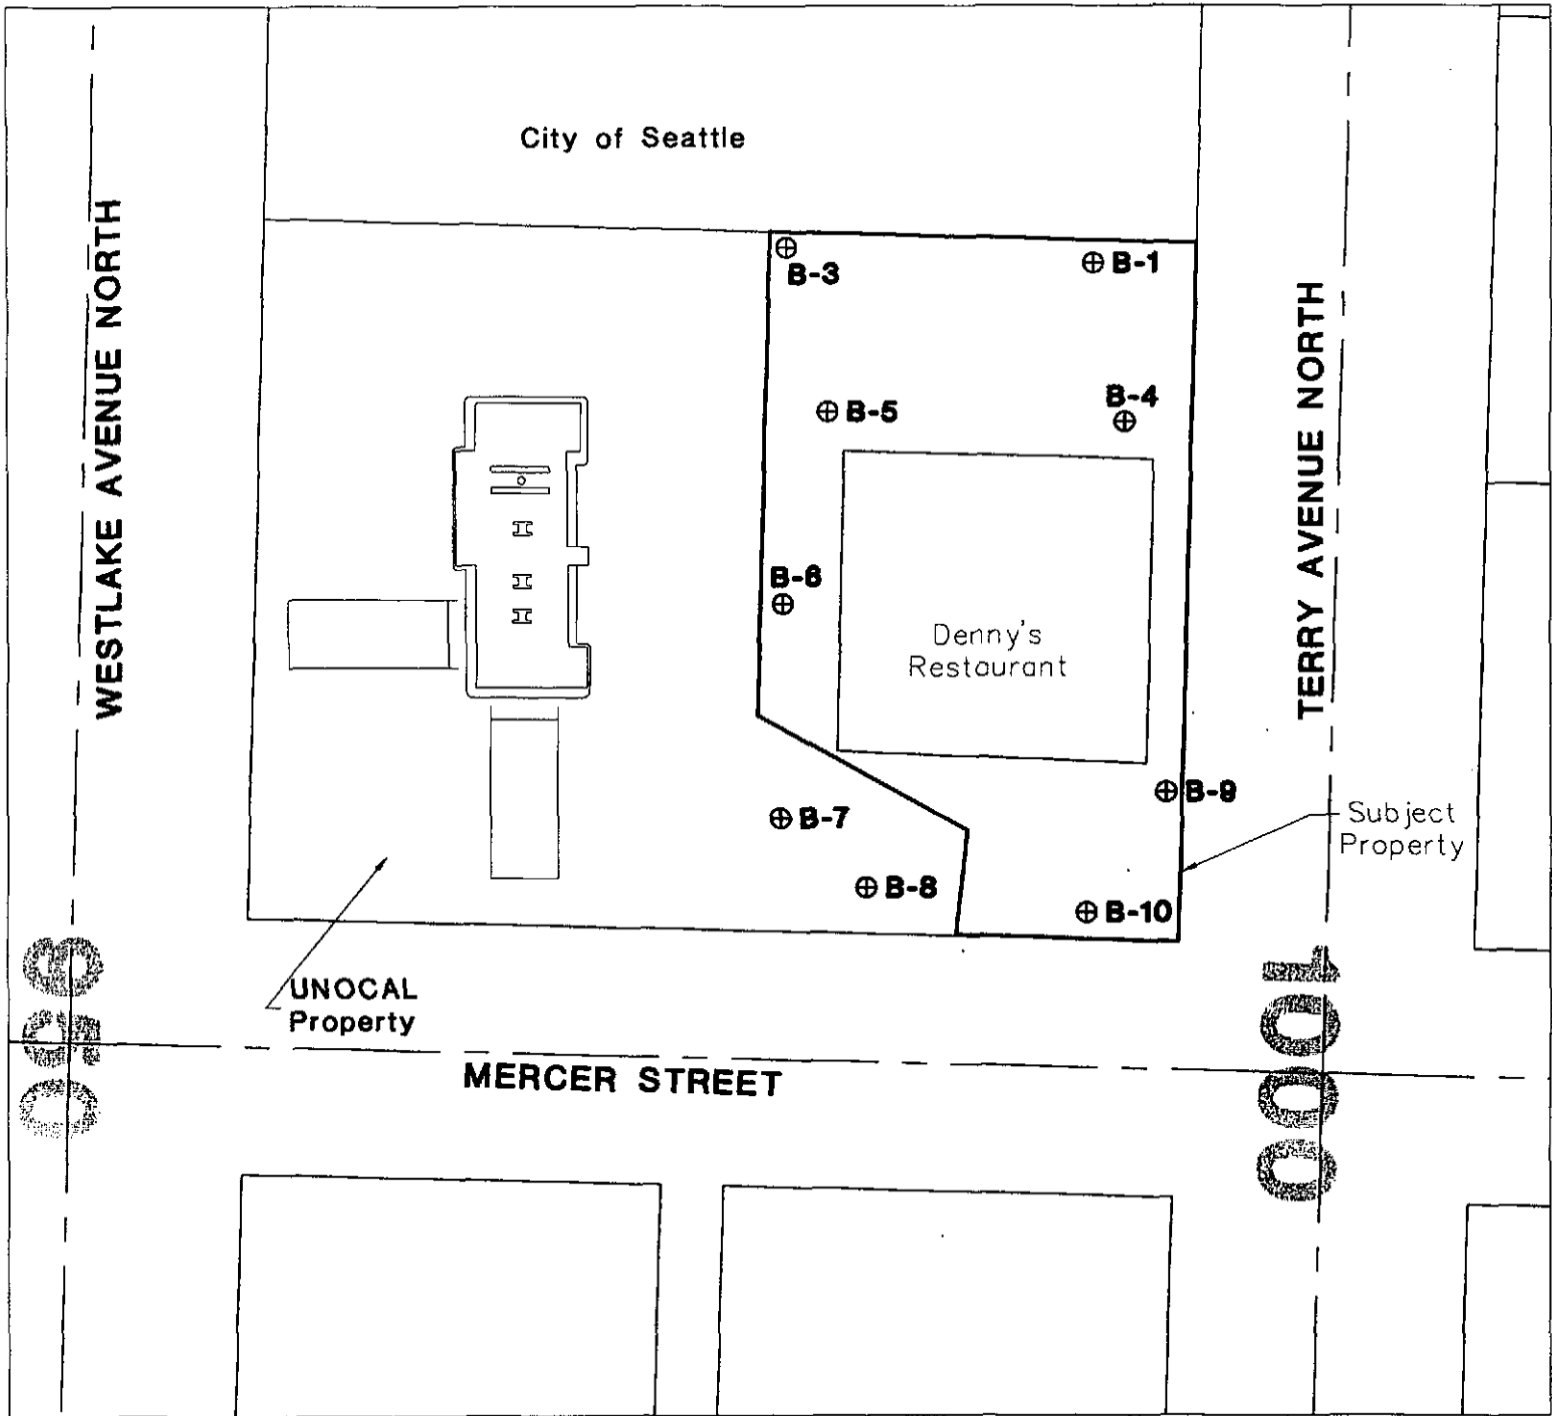 City of Seattle
WESTLAKE AVENUE NORTH
B-3
B-1
TERRY AVENUE NORTH
B-5
B-4
B-6
Denny's
Restaurant
B-7
B-9
Subject
Property
B-8
B-10
UNOCAL
Property
950
1000
MERCER STREET